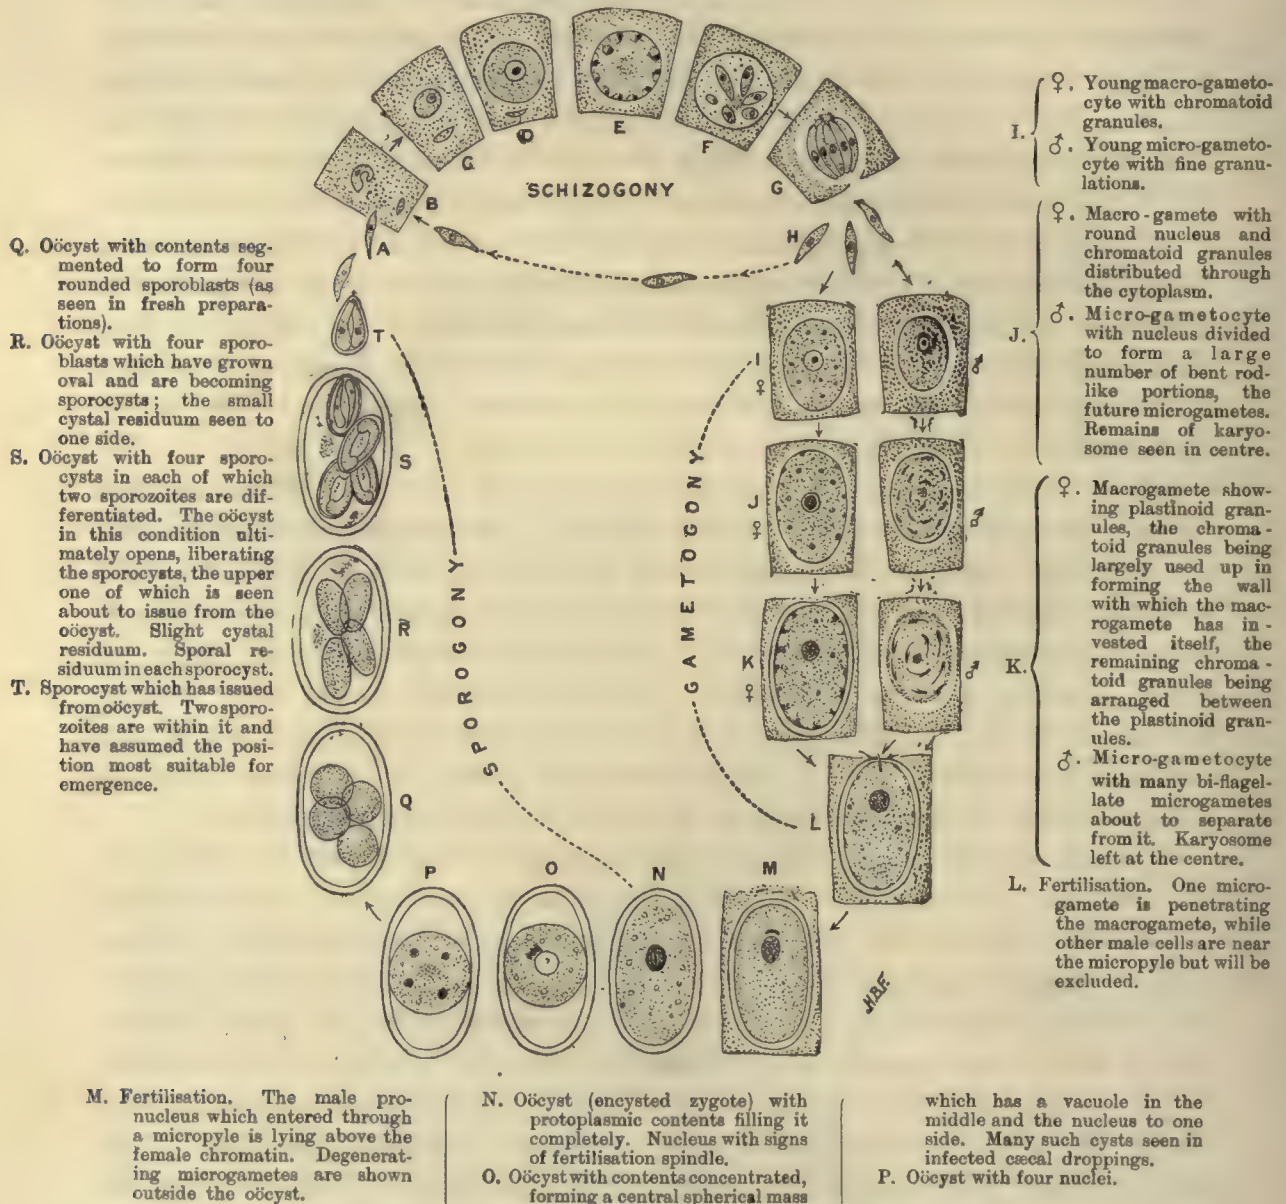 SCHIZOGONY
A
B
C
D
E
F
G
H
I
♀
♂
J
♀
♂
K
♀
♂
L
M
N
O
P
Q
R
S
T
SPOROGONY
GAMETOGONY
H.B.F.
Q. Oöcyst with contents seg-
mented to form four
rounded sporoblasts (as
seen in fresh prepara-
tions).
R. Oöcyst with four sporo-
blasts which have grown
oval and are becoming
sporocysts; the small
cystal residuum seen to
one side.
S. Oöcyst with four sporo-
cysts in each of which
two sporozoites are dif-
ferentiated. The oöcyst
in this condition ulti-
mately opens, liberating
the sporocysts, the upper
one of which is seen
about to issue from the
oöcyst. Slight cystal
residuum. Sporal re-
siduum in each sporocyst.
T. Sporocyst which has issued
from oöcyst. Two sporo-
zoites are within it and
have assumed the posi-
tion most suitable for
emergence.
I.
♀. Young macro-gameto-
cyte with chromatoid
granules.
♂. Young micro-gameto-
cyte with fine granu-
lations.
J.
♀. Macro-gamete with
round nucleus and
chromatoid granules
distributed through
the cytoplasm.
♂. Micro-gametocyte
with nucleus divided
to form a large
number of bent rod-
like portions, the
future microgametes.
Remains of karyo-
some seen in centre.
K.
♀. Macrogamete show-
ing plastinoid gran-
ules, the chroma-
toid granules being
largely used up in
forming the wall
with which the mac-
rogamete has in-
vested itself, the
remaining chroma-
toid granules being
arranged between
the plastinoid gran-
ules.
♂. Micro-gametocyte
with many bi-flagel-
late microgametes
about to separate
from it. Karyosome
left at the centre.
L. Fertilisation. One micro-
gamete is penetrating
the macrogamete, while
other male cells are near
the micropyle but will be
excluded.
M. Fertilisation. The male pro-
nucleus which entered through
a micropyle is lying above the
female chromatin. Degenerat-
ing microgametes are shown
outside the oöcyst.
N. Oöcyst (encysted zygote) with
protoplasmic contents filling it
completely. Nucleus with signs
of fertilisation spindle.
O. Oöcyst with contents concentrated,
forming a central spherical mass
which has a vacuole in the
middle and the nucleus to one
side. Many such cysts seen in
infected cæcal droppings.
P. Oöcyst with four nuclei.